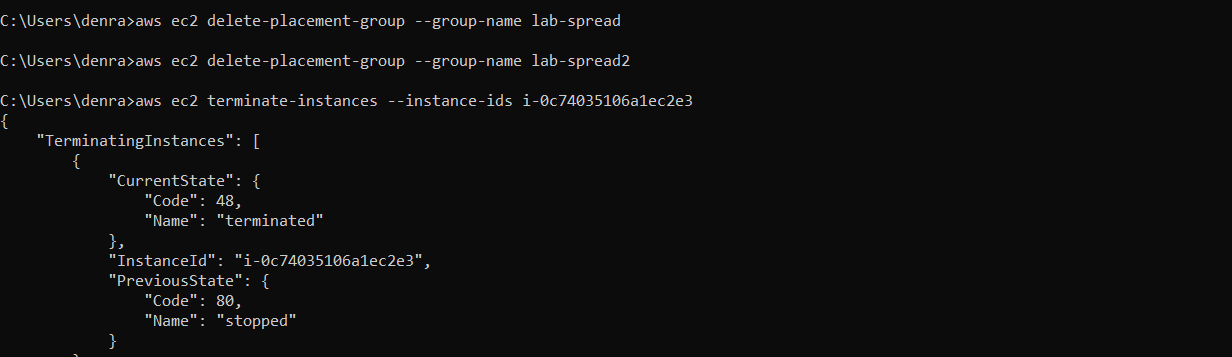 C:\Users\denra>aws ec2 delete-placement-group --group-name lab-spread
C:\Users\denra>aws ec2 delete-placement-group --group-name lab-spread2
C:\Users\denra>aws ec2 terminate-instances --instance-ids i-0c74035106a1ec2e3
{
    "TerminatingInstances": [
        {
            "CurrentState": {
                "Code": 48,
                "Name": "terminated"
            },
            "InstanceId": "i-0c74035106a1ec2e3",
            "PreviousState": {
                "Code": 80,
                "Name": "stopped"
            }
        }